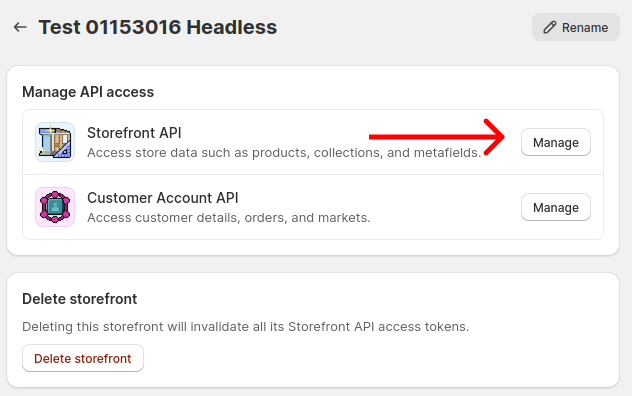 Test 01153016 Headless
Rename
Manage API access
Storefront API
Access store data such as products, collections, and metafields.
Manage
Customer Account API
Access customer details, orders, and markets.
Manage
Delete storefront
Deleting this storefront will invalidate all its Storefront API access tokens.
Delete storefront